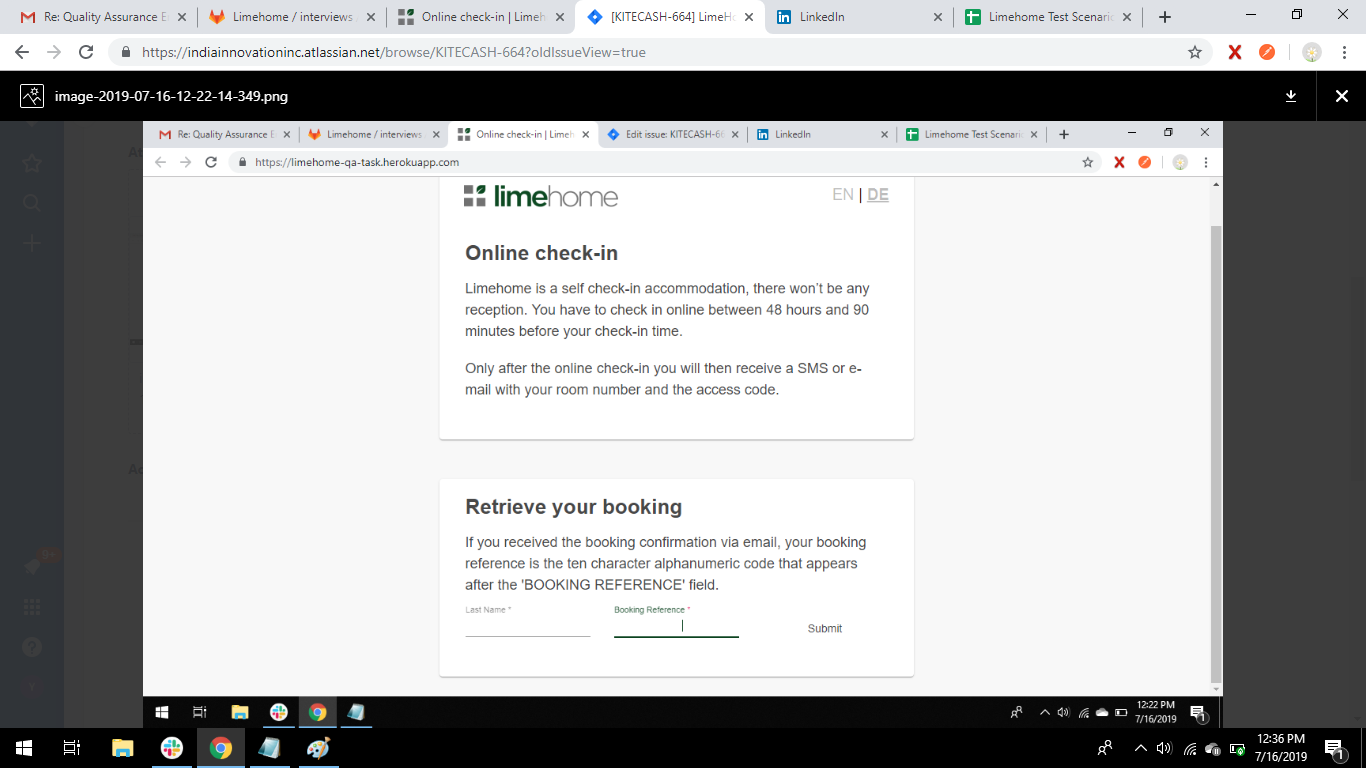 Re: Quality Assurance E
Limehome / interviews
Online check-in | Limeh
[KITECASH-664] LimeH
LinkedIn
Limehome Test Scenario
https://indiainnovationinc.atlassian.net/browse/KITECASH-664?oldIssueView=true
image-2019-07-16-12-22-14-349.png
Re: Quality Assurance E
Limehome / interviews
Online check-in | Limeh
Edit issue: KITECASH-66
LinkedIn
Limehome Test Scenario
https://limehome-qa-task.herokuapp.com
limehome
EN | DE
Online check-in
Limehome is a self check-in accommodation, there won't be any
reception. You have to check in online between 48 hours and 90
minutes before your check-in time.
Only after the online check-in you will then receive a SMS or e-
mail with your room number and the access code.
Retrieve your booking
If you received the booking confirmation via email, your booking
reference is the ten character alphanumeric code that appears
after the 'BOOKING REFERENCE' field.
Last Name *
Booking Reference *
Submit
9+
12:22 PM
7/16/2019
1
12:36 PM
7/16/2019
1